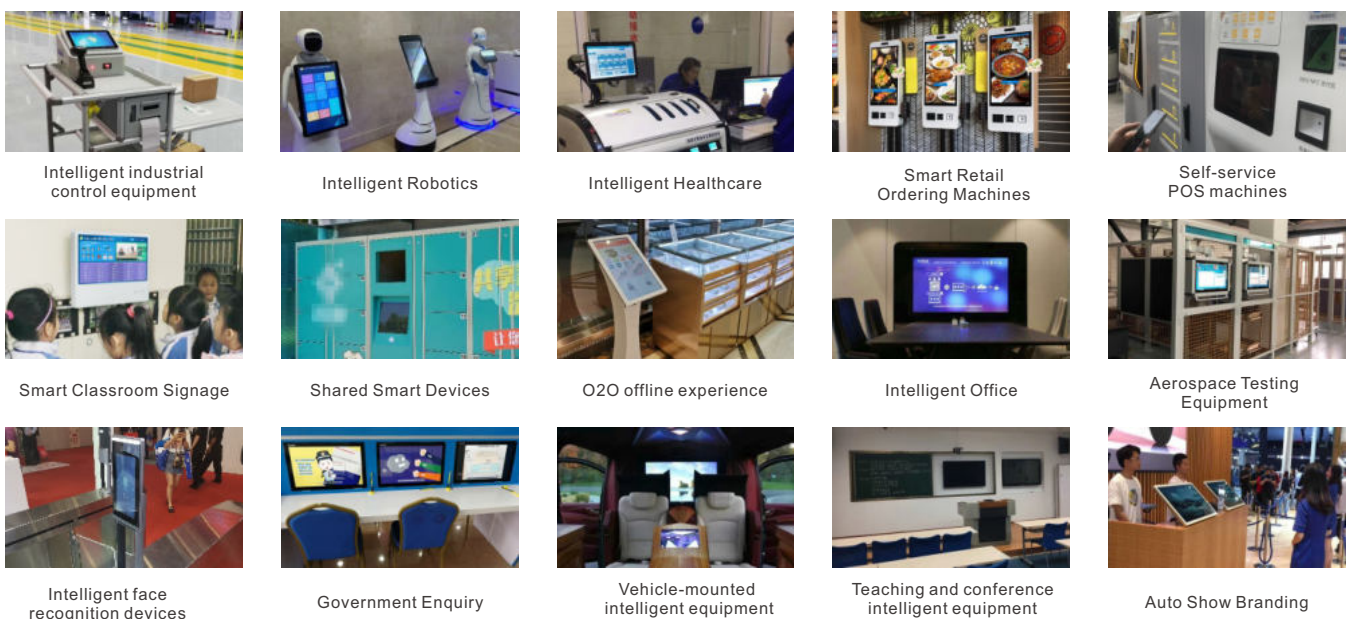 Intelligent industrial
control equipment
Intelligent Robotics
Intelligent Healthcare
Smart Retail
Ordering Machines
Self-service
POS machines
Smart Classroom Signage
Shared Smart Devices
O2O offline experience
Intelligent Office
Aerospace Testing
Equipment
Intelligent face
recognition devices
Government Enquiry
Vehicle-mounted
intelligent equipment
Teaching and conference
intelligent equipment
Auto Show Branding